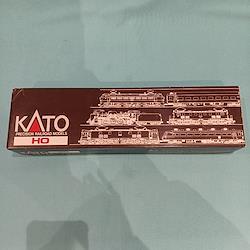 KATO
PRECISION RAILROAD MODELS
HO